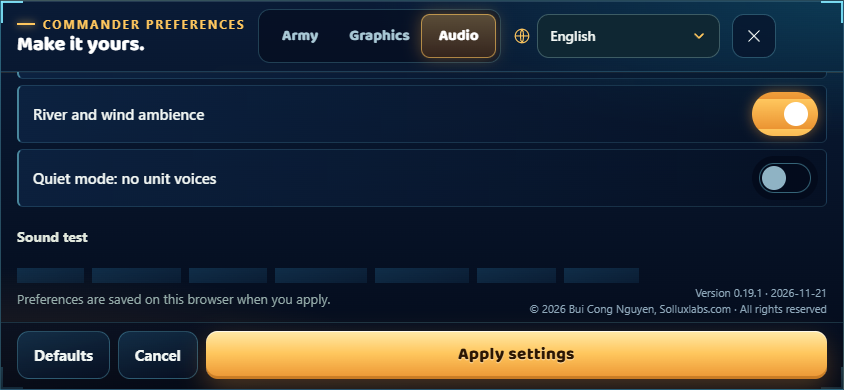 COMMANDER PREFERENCES
Make it yours.
Army
Graphics
Audio
English
River and wind ambience
Quiet mode: no unit voices
Sound test
Preferences are saved on this browser when you apply.
Version 0.19.1 · 2026-11-21
© 2026 Bui Cong Nguyen, Solluxlabs.com · All rights reserved
Defaults
Cancel
Apply settings